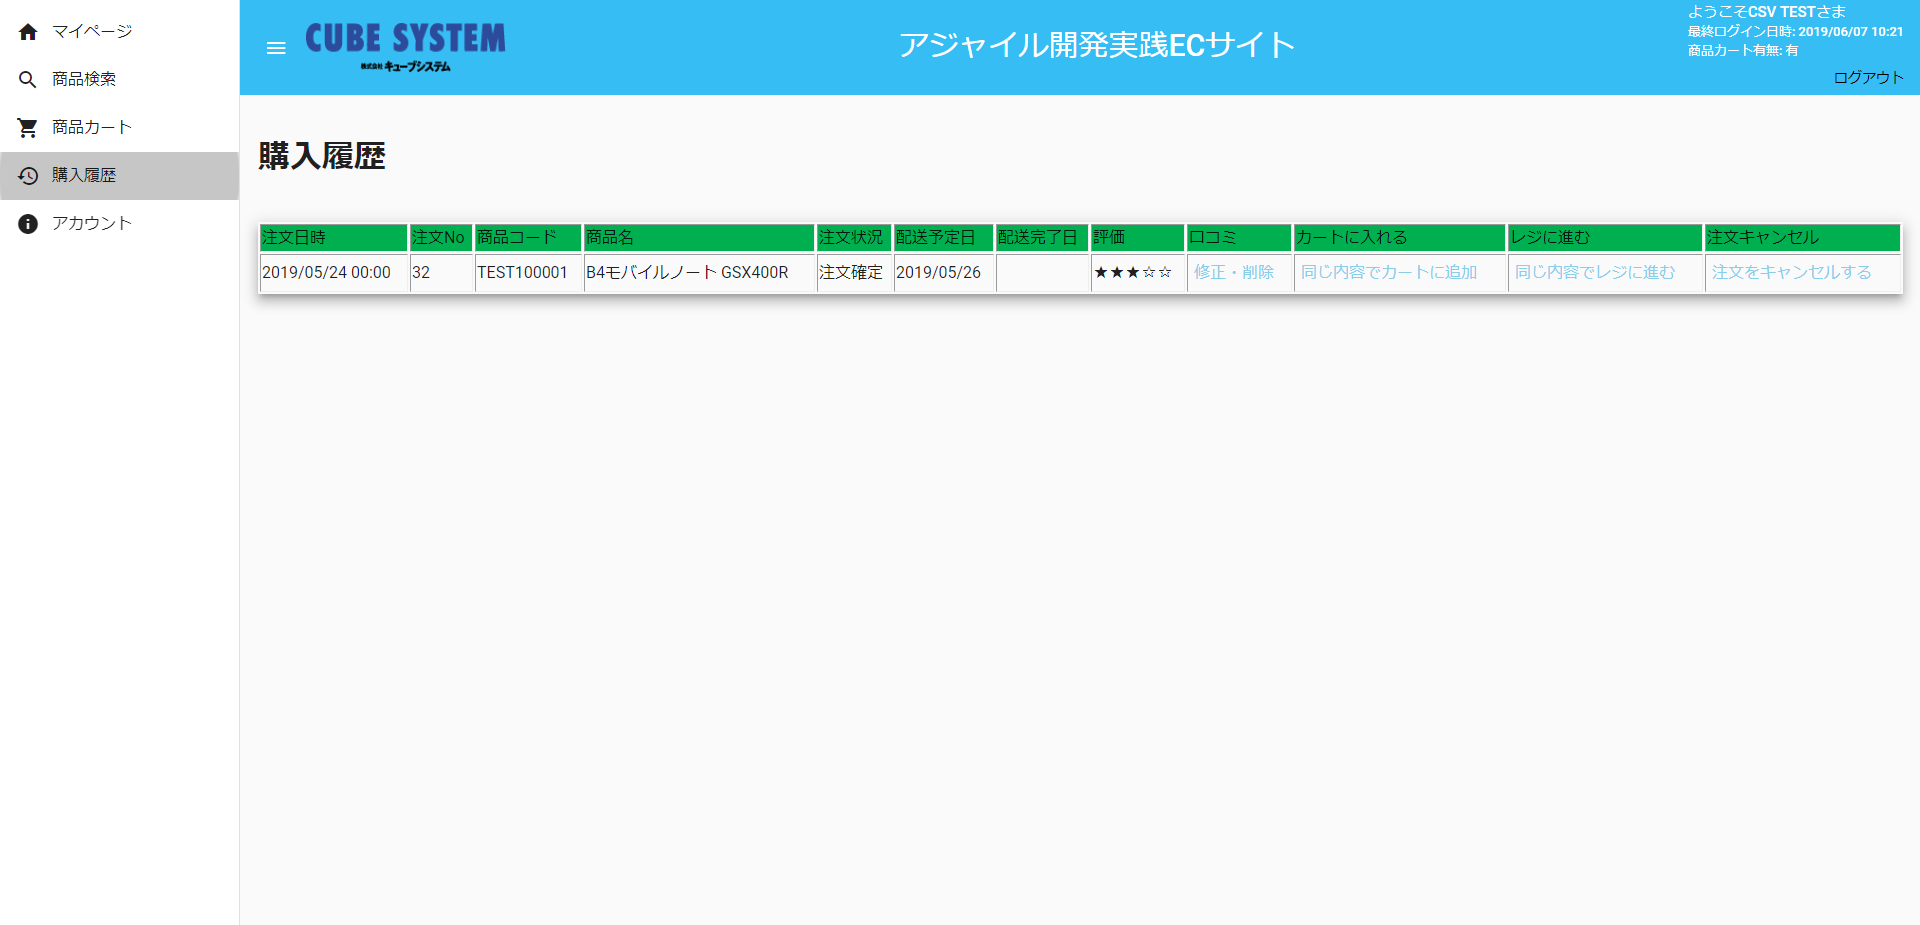 マイページ
商品検索
商品カート
購入履歴
アカウント
CUBE SYSTEM
株式会社 キューブシステム
アジャイル開発実践ECサイト
ようこそCSV TESTさま
最終ログイン日時: 2019/06/07 10:21
商品カート有無: 有
ログアウト
購入履歴
注文日時 注文No 商品コード 商品名 注文状況 配送予定日 配送完了日 評価 口コミ カートに入れる レジに進む 注文キャンセル
2019/05/24 00:00 32 TEST100001 B4モバイルノート GSX400R 注文確定 2019/05/26 ★★★☆☆ 修正・削除 同じ内容でカートに追加 同じ内容でレジに進む 注文をキャンセルする